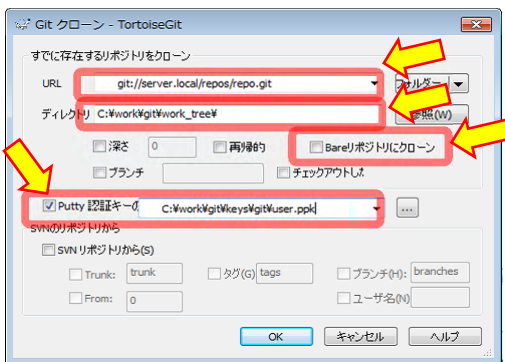 Git クローン - TortoiseGit
すでに存在するリポジトリをクローン
URL git://server.local/repos/repo.git フォルダー
ディレクトリ C:¥work¥git¥work_tree¥ 参照(W)
深さ 0 再帰的 Bareリポジトリにクローン
ブランチ チェックアウトした
Putty 認証キーの C:¥work¥git¥keys¥git¥user.ppk ...
SVNのリポジトリから
SVN リポジトリから(S)
Trunk: trunk タグ(G) tags ブランチ(H): branches
From: 0 ユーザ名(N)
OK キャンセル ヘルプ